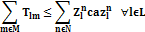 ∑_{m∈M} T_{lm} ≤ ∑_{n∈N} Z_l^n caz_l^n ∀l∈L